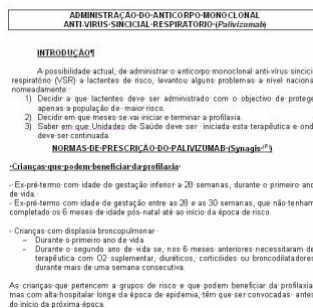 ADMINISTRAÇÃO DO ANTICORPO MONOCLONAL
ANTI-VIRUS-SINCICIAL-RESPIRATÓRIO (Palivizumab)
INTRODUÇÃO¶
A possibilidade actual, de administrar o anticorpo monoclonal anti-vírus sincici
respiratório (VSR) a lactentes de risco, levantou alguns problemas a nível naciona
nomeadamente:
1) Decidir a que lactentes deve ser administrado com o objectivo de protege
apenas a população de maior risco.
2) Decidir em que meses se vai iniciar e terminar a profilaxia.
3) Saber em que Unidades de Saúde deve ser iniciada esta terapêutica e ond
deve ser continuada.
NORMAS DE PRESCRIÇÃO DO PALIVIZUMAB (Synagis ®)
Crianças que podem beneficiar da profilaxia
- Ex-pré-termo com idade de gestação inferior a 28 semanas, durante o primeiro ano
de vida.
- Ex-pré-termo com idade de gestação entre as 28 e as 30 semanas, que não tenham
completado os 6 meses de idade pós-natal até ao início da época de risco.
- Crianças com displasia broncopulmonar
- Durante o primeiro ano de vida
- Durante o segundo ano de vida se, nos 6 meses anteriores necessitaram de
terapêutica com O2 suplementar, diuréticos, corticóides ou broncodilatadores
durante mais de uma semana consecutiva.
As crianças que pertencem a grupos de risco e que podem beneficiar da profilaxia
mas com alta hospitalar longe da época de epidemia, têm que ser convocadas antes
do início da próxima época.